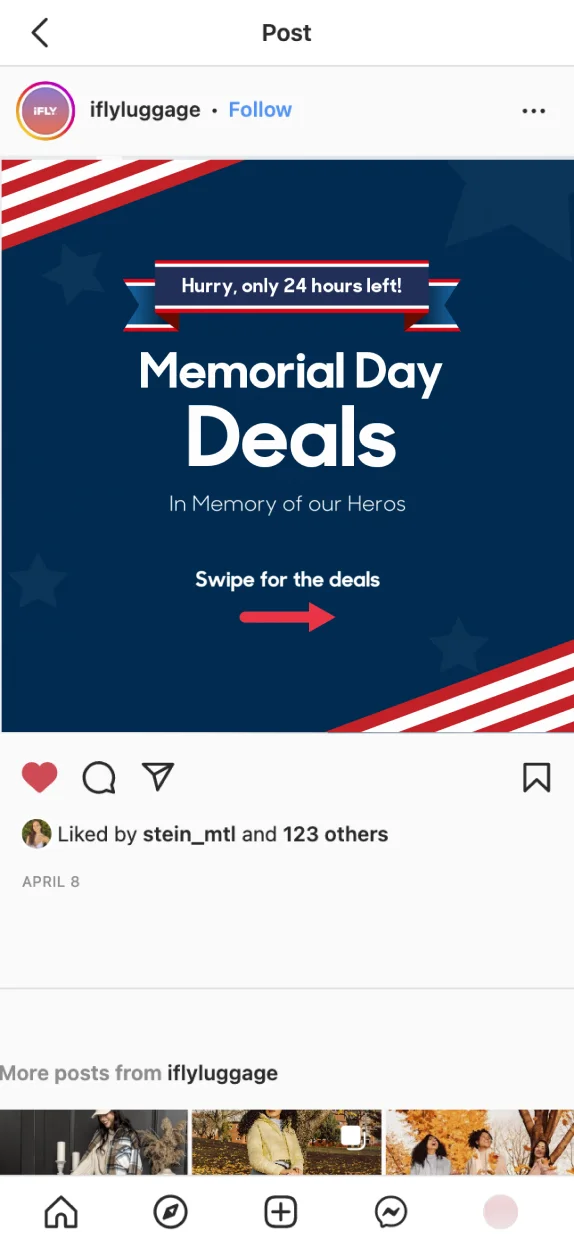 Post
iFLY
iflyluggage • Follow
Hurry, only 24 hours left!
Memorial Day
Deals
In Memory of our Heros
Swipe for the deals
Liked by stein_mtl and 123 others
APRIL 8
More posts from iflyluggage